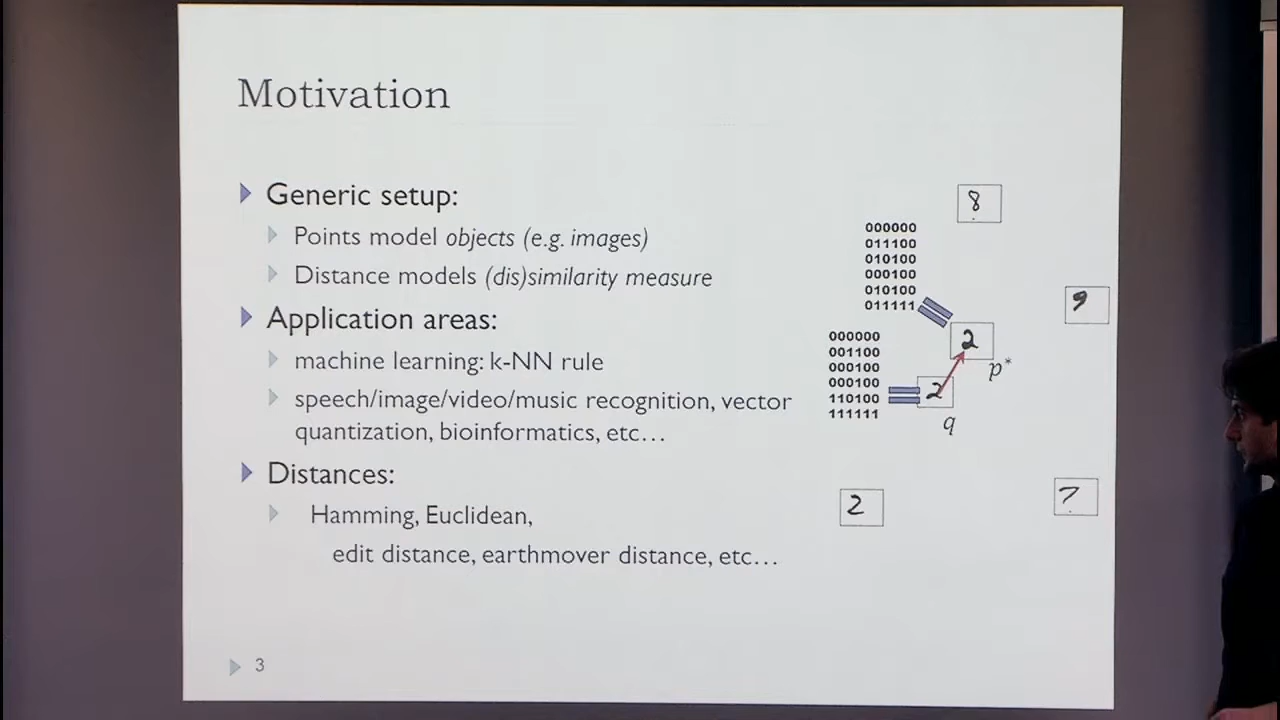 Motivation
Generic setup:
Points model objects (e.g. images)
Distance models (dis)similarity measure
Application areas:
machine learning: k-NN rule
speech/image/video/music recognition, vector
quantization, bioinformatics, etc…
Distances:
Hamming, Euclidean,
edit distance, earthmover distance, etc…
3
8
000000
011100
010100
000100
010100
011111
9
2
p*
000000
001100
000100
000100
110100
111111
2
q
2
7